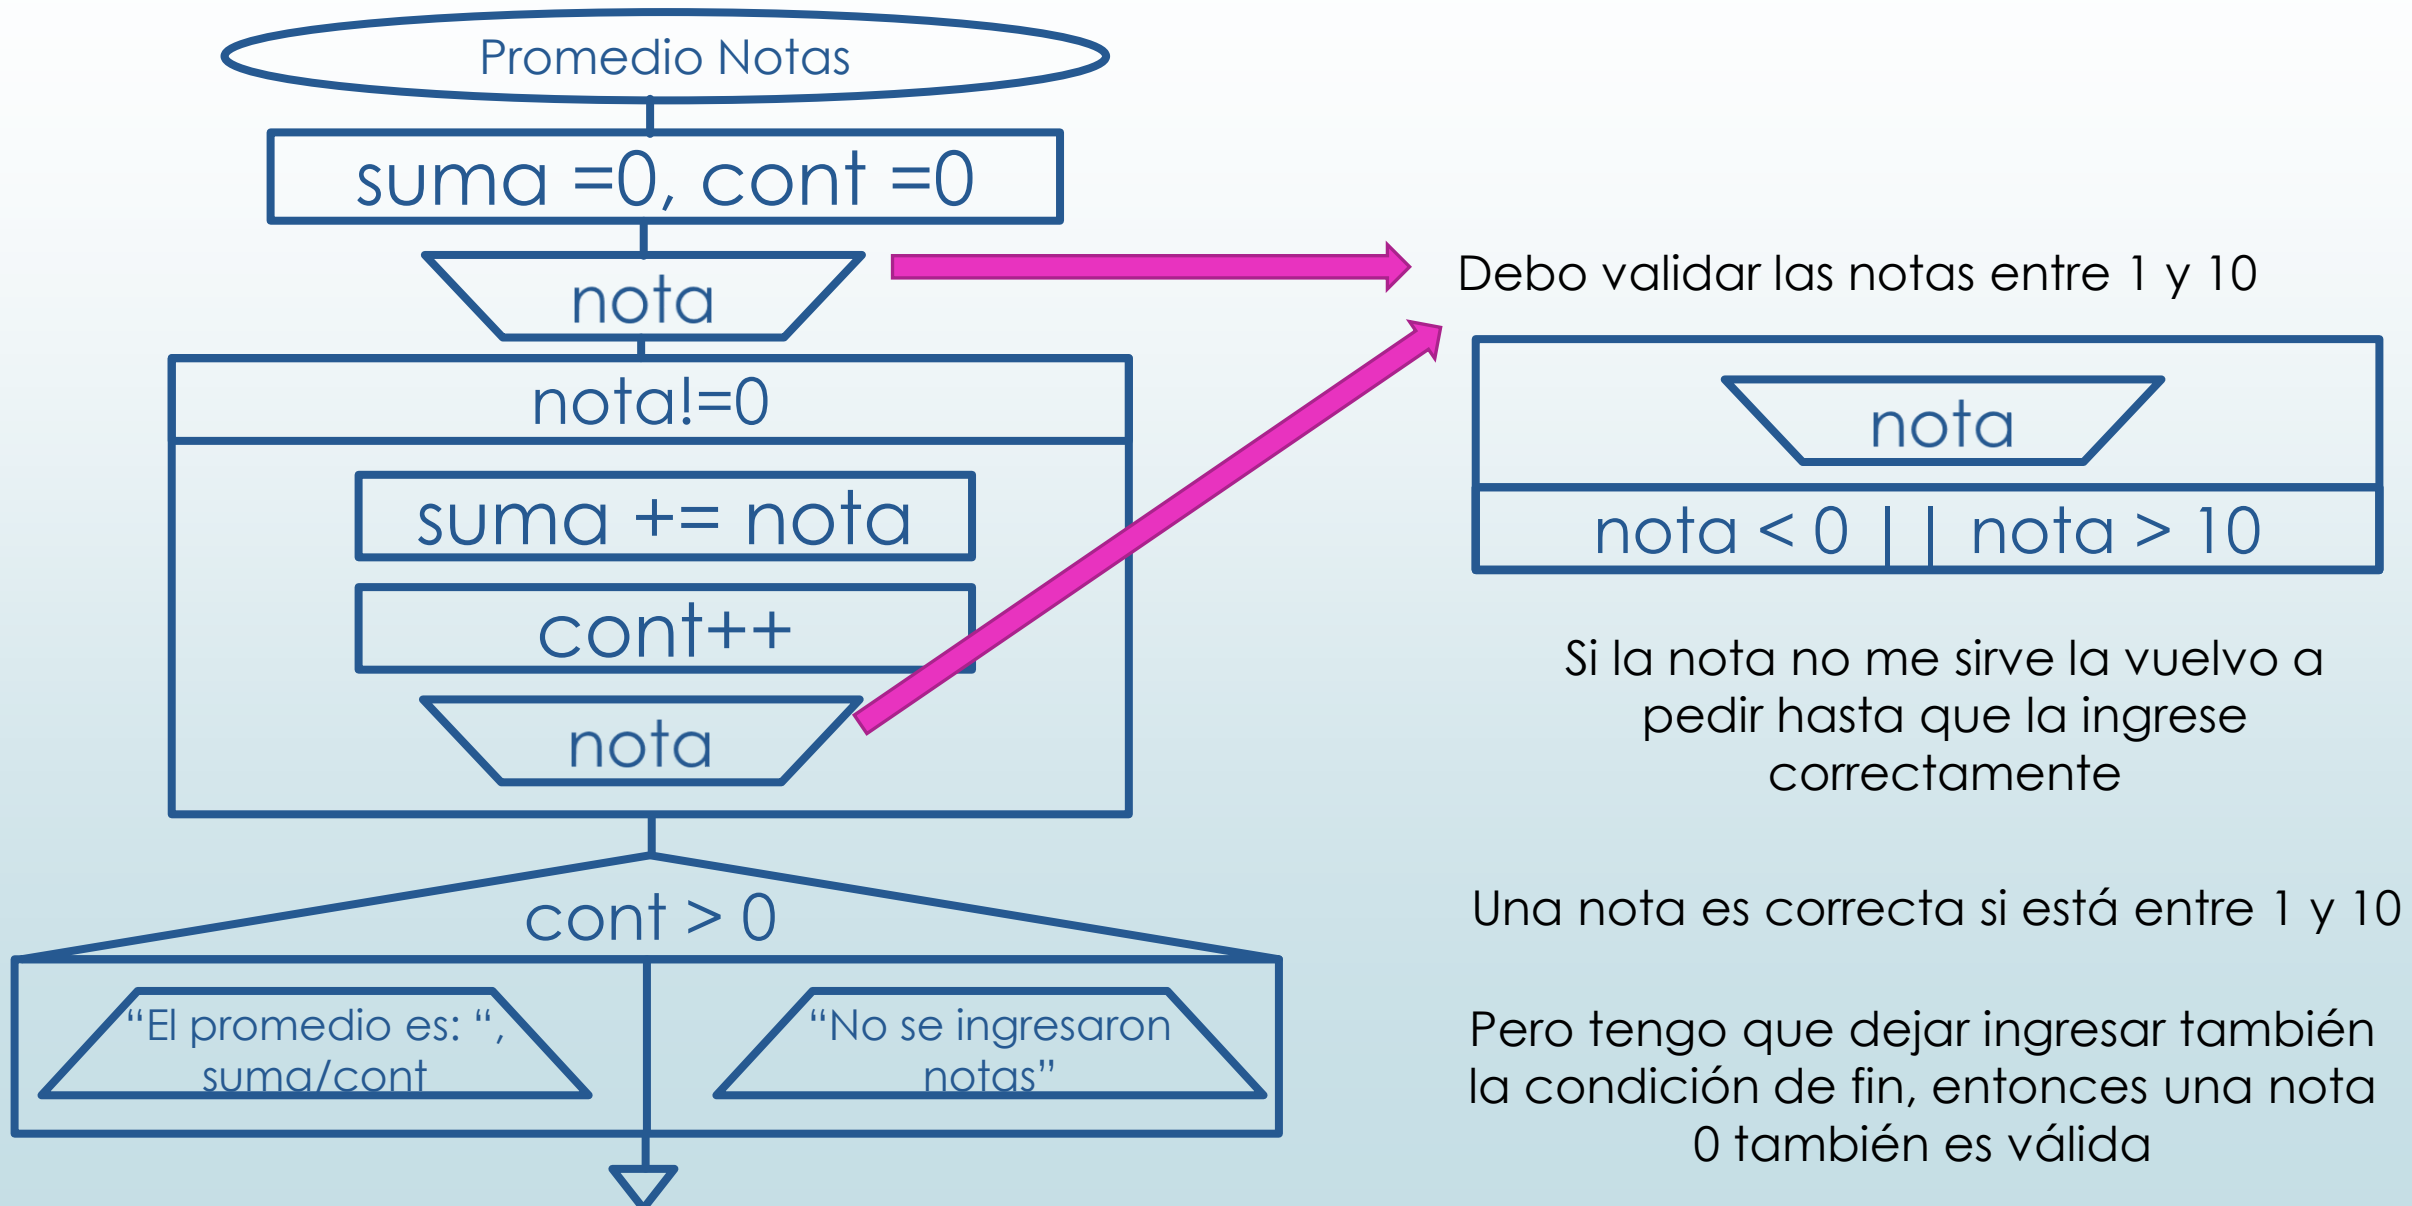 Promedio Notas
suma =0, cont =0
nota
nota!=0
suma += nota
cont++
nota
cont > 0
“El promedio es: “,
suma/cont
“No se ingresaron
notas”
Debo validar las notas entre 1 y 10
nota
nota < 0 || nota > 10
Si la nota no me sirve la vuelvo a
pedir hasta que la ingrese
correctamente
Una nota es correcta si está entre 1 y 10
Pero tengo que dejar ingresar también
la condición de fin, entonces una nota
0 también es válida